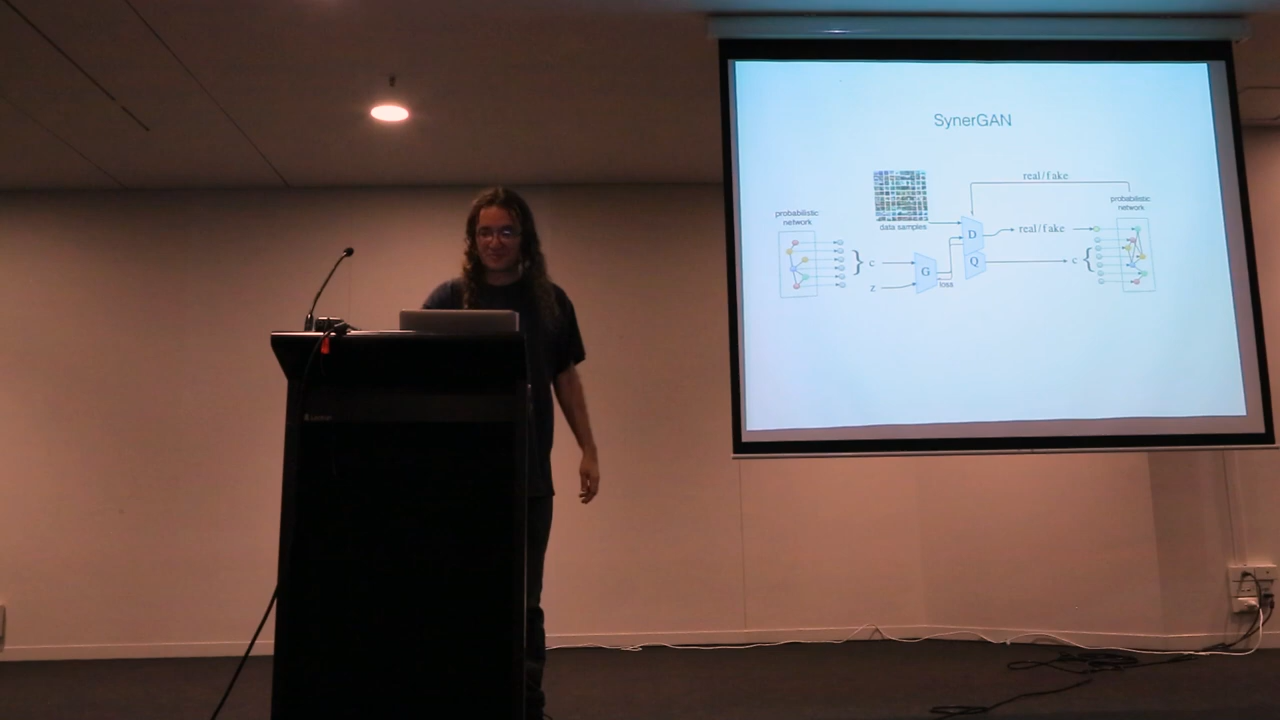 SynerGAN
real/fake
probabilistic
network
data samples
D
real/fake
probabilistic
network
c
G
Q
c
z
loss